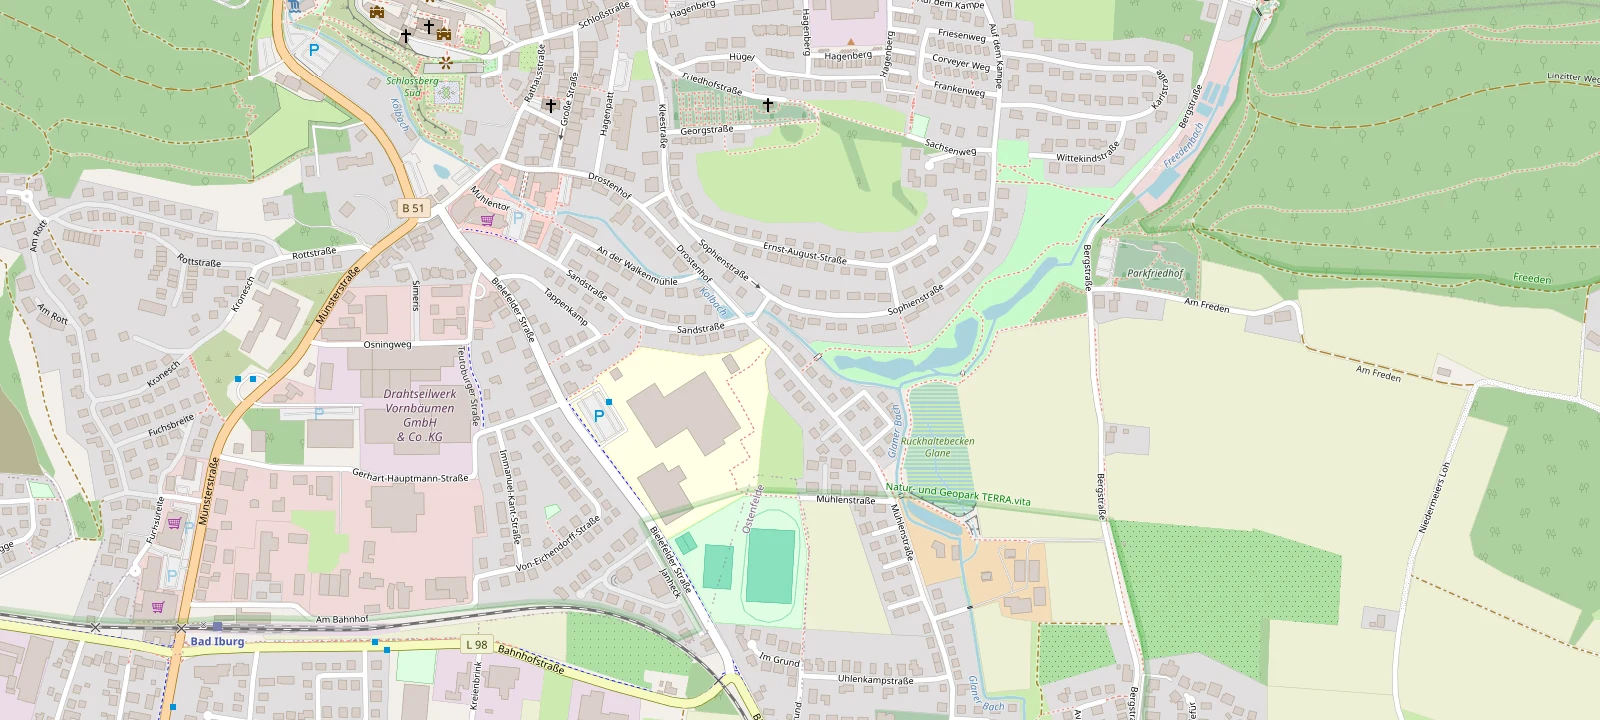 Schloßstraße
Hagenberg
Auf dem Kampe
Friesenweg
Hagenberg
Hagenberg
Hagenberg
Auf dem Kampe
Corveyer Weg
Frankenweg
Karlstraße
Linzitter Weg
P
Schlossberg
Süd
Kolbach
Rathausstraße
Große Straße
Hagenpatt
Kleestraße
Hügel
Friedhofstraße
Georgstraße
Sachsenweg
Wittekindstraße
Bergstraße
Freedenbach
Mühlentor
Drostenhof
B 51
P
Am Rott
Rottstraße
Rottstraße
Kronesch
Münsterstraße
Simeris
Bielefelder Straße
Sandstraße
Tappenkamp
An der Walkenmühle
Drostenhof
Sophienstraße
Ernst-August-Straße
Kolbach
Sophienstraße
Sandstraße
Bergstraße
Parkfriedhof
Freeden
Am Freden
Am Freden
Am Rott
Osningweg
Teutoburger Straße
Kronesch
Fuchsbreite
Drahtseilwerk
Vornbäumen
GmbH
& Co .KG
P
P
Glaner Bach
Rückhaltebecken
Glane
Natur- und Geopark TERRA.vita
Bergstraße
Niedermeiers Loh
Gerhart-Hauptmann-Straße
Immanuel-Kant-Straße
Von-Eichendorff-Straße
Münsterstraße
Fuchsbreite
P
P
Ostenfelde
Mühlenstraße
Mühlenstraße
Bielefelder Straße
Janheck
Am Bahnhof
Bad Iburg
L 98
Bahnhofstraße
Kreienbrink
Im Grund
Uhlenkampstraße
Glaner Bach